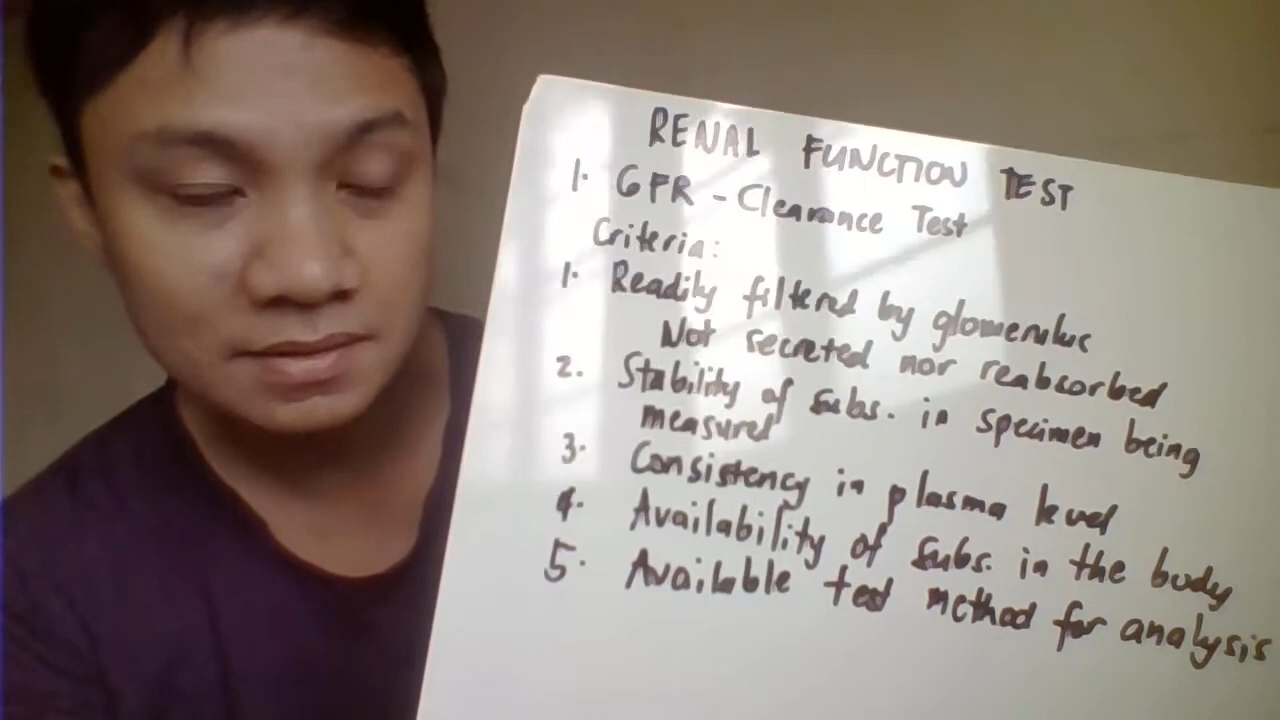 RENAL FUNCTION TEST
1. GFR - Clearance Test
Criteria:
1. Readily filtered by glomerulus
Not secreted nor reabsorbed
2. Stability of subs. in specimen being
measured
3. Consistency in plasma level
4. Availability of subs. in the body
5. Available test method for analysis